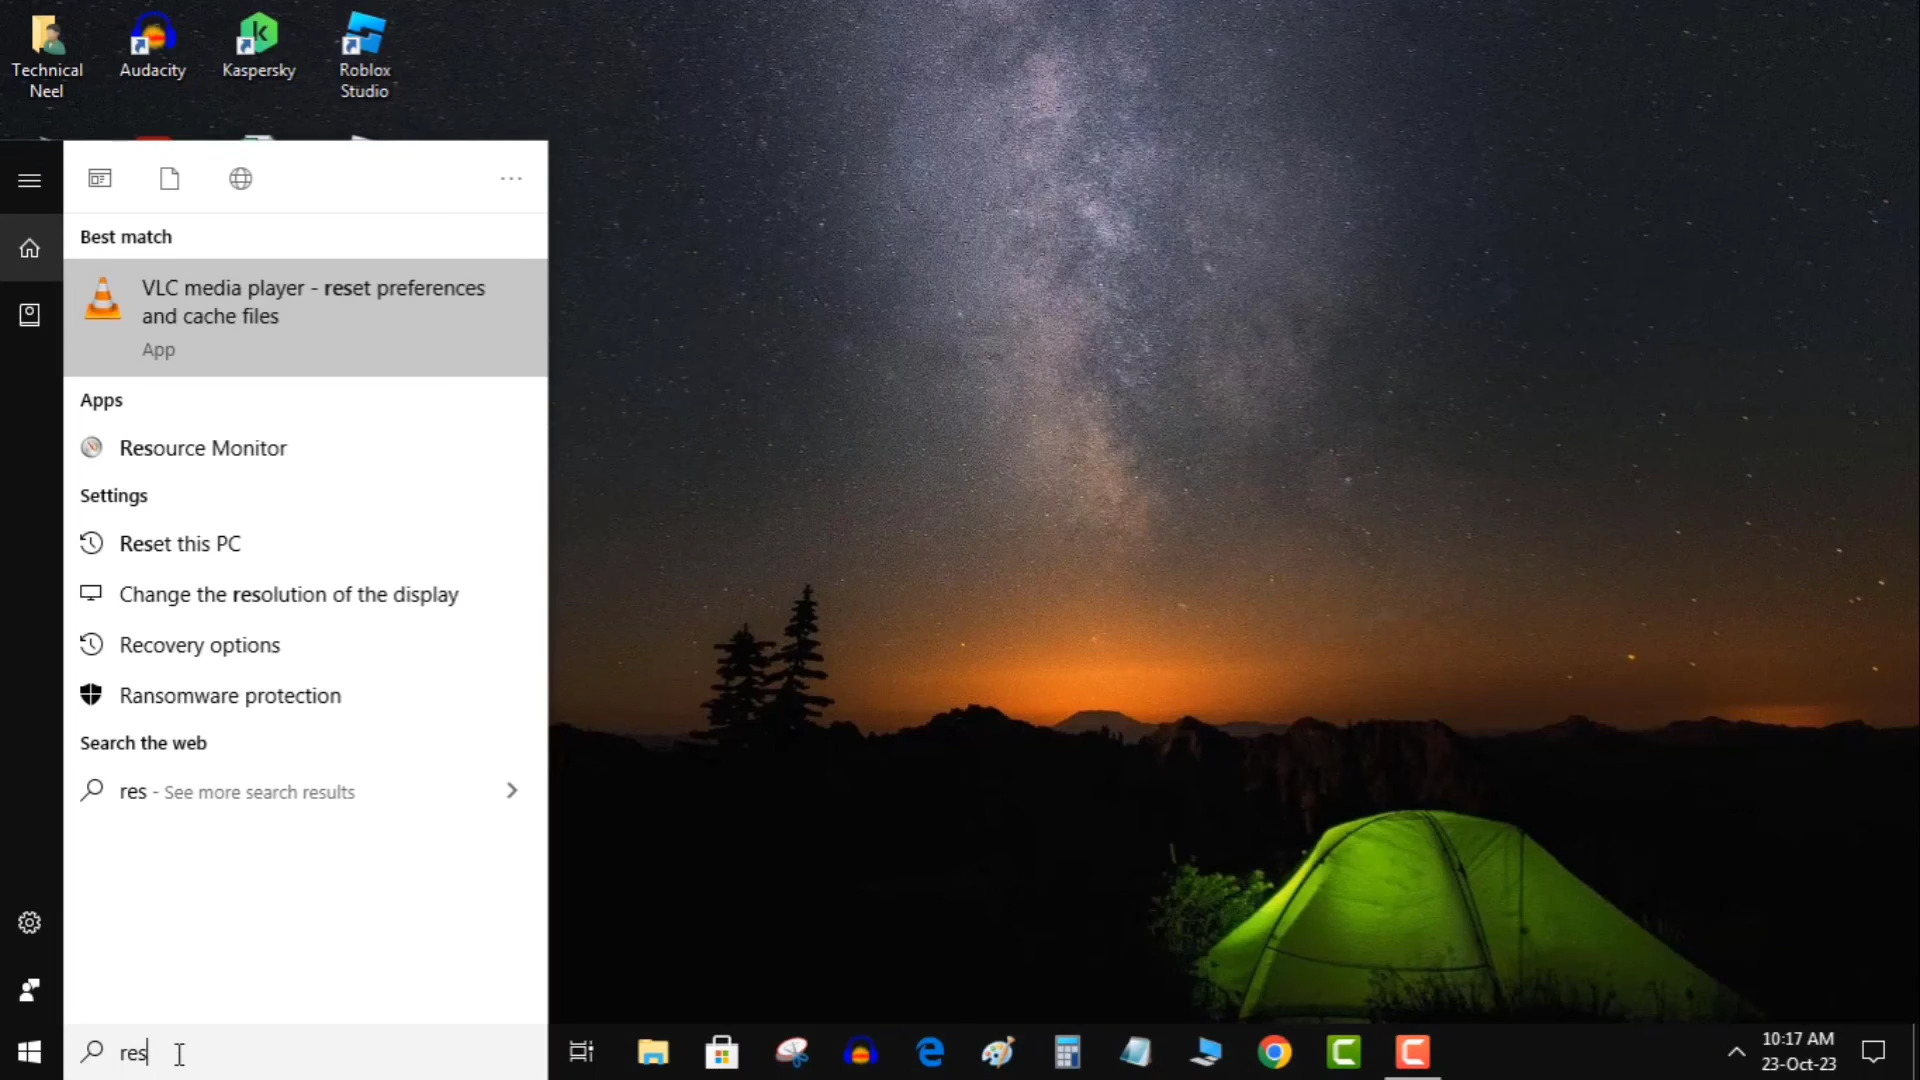 Technical
Neel
Audacity
Kaspersky
Roblox
Studio
Best match
VLC media player - reset preferences
and cache files
App
Apps
Resource Monitor
Settings
Reset this PC
Change the resolution of the display
Recovery options
Ransomware protection
Search the web
res - See more search results
res
10:17 AM
23-Oct-23